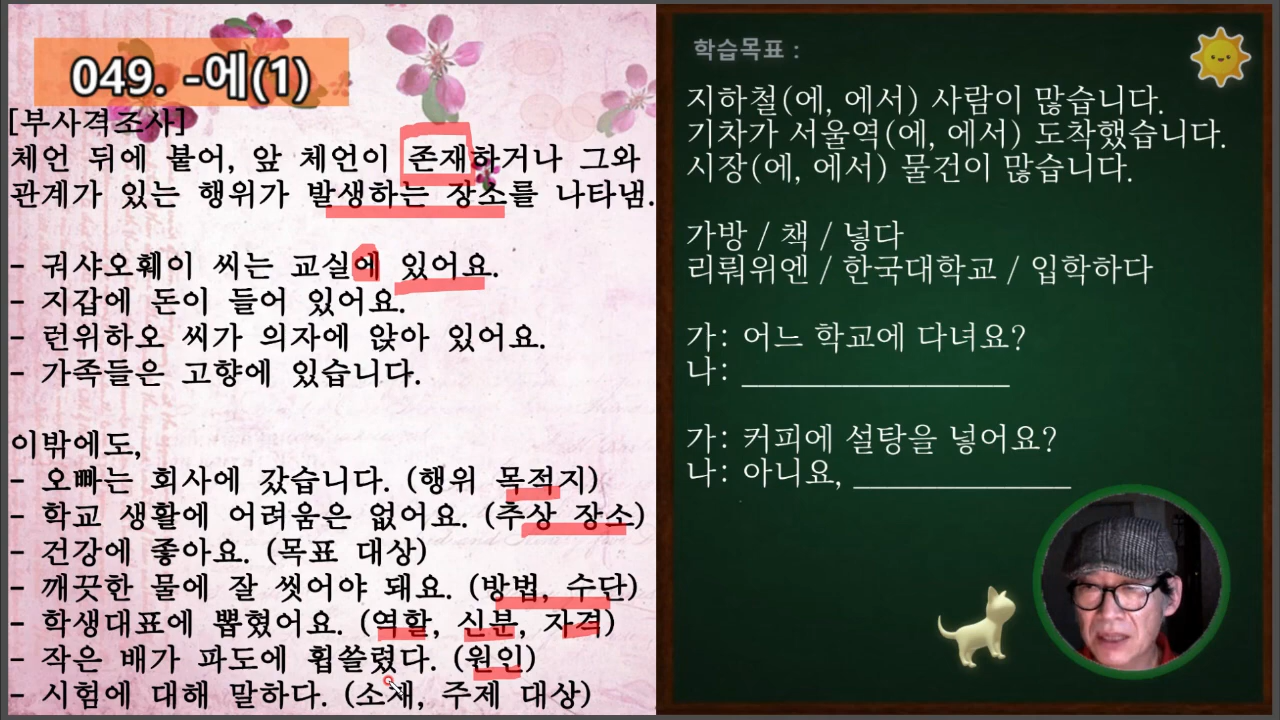 049. -에(1)
[부사격조사]
체언 뒤에 붙어, 앞 체언이 존재하거나 그와
관계가 있는 행위가 발생하는 장소를 나타냄.
- 궈샤오훼이 씨는 교실에 있어요.
- 지갑에 돈이 들어 있어요.
- 런위하오 씨가 의자에 앉아 있어요.
- 가족들은 고향에 있습니다.
이밖에도,
- 오빠는 회사에 갔습니다. (행위 목적지)
- 학교 생활에 어려움은 없어요. (추상 장소)
- 건강에 좋아요. (목표 대상)
- 깨끗한 물에 잘 씻어야 돼요. (방법, 수단)
- 학생대표에 뽑혔어요. (역할, 신분, 자격)
- 작은 배가 파도에 휩쓸렸다. (원인)
- 시험에 대해 말하다. (소재, 주제 대상)
학습목표 :
지하철(에, 에서) 사람이 많습니다.
기차가 서울역(에, 에서) 도착했습니다.
시장(에, 에서) 물건이 많습니다.
가방 / 책 / 넣다
리뤄위엔 / 한국대학교 / 입학하다
가: 어느 학교에 다녀요?
나: ________________
가: 커피에 설탕을 넣어요?
나: 아니요, _____________